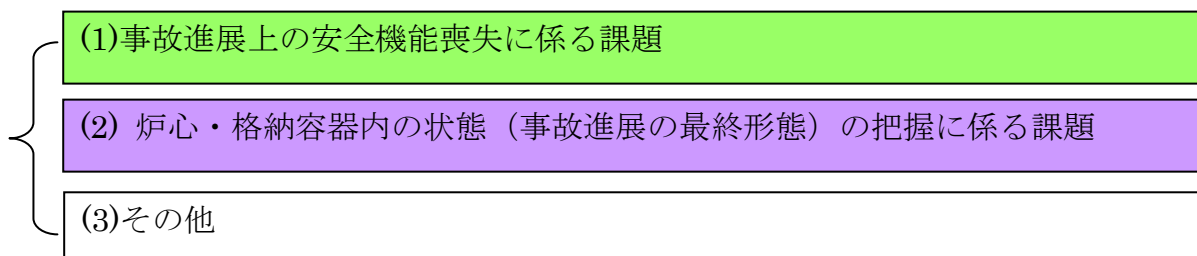 (1)事故進展上の安全機能喪失に係る課題
(2) 炉心・格納容器内の状態（事故進展の最終形態）の把握に係る課題
(3)その他